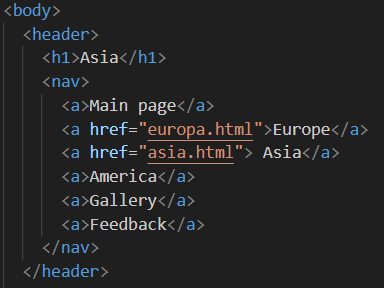 <body>
<header>
<h1>Asia</h1>
<nav>
<a>Main page</a>
<a href="europa.html">Europe</a>
<a href="asia.html"> Asia</a>
<a>America</a>
<a>Gallery</a>
<a>Feedback</a>
</nav>
</header>